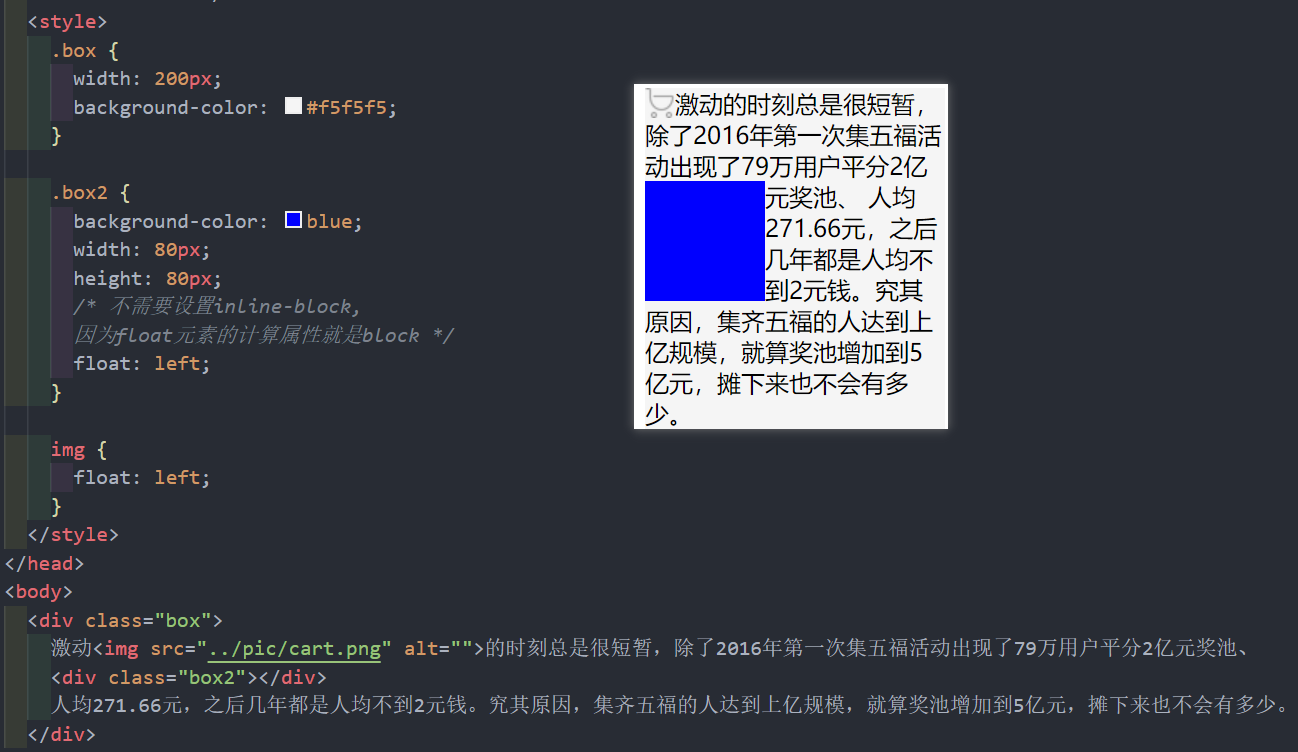 <style>
.box {
width: 200px;
background-color: #f5f5f5;
}
.box2 {
background-color: blue;
width: 80px;
height: 80px;
/* 不需要设置inline-block,
因为float元素的计算属性就是block */
float: left;
}
img {
float: left;
}
</style>
</head>
<body>
<div class="box">
激动<img src="../pic/cart.png" alt="">的时刻总是很短暂，除了2016年第一次集五福活动出现了79万用户平分2亿元奖池、
<div class="box2"></div>
人均271.66元，之后几年都是人均不到2元钱。究其原因，集齐五福的人达到上亿规模，就算奖池增加到5亿元，摊下来也不会有多少。
</div>
激动的时刻总是很短暂，
除了2016年第一次集五福活
动出现了79万用户平分2亿
元奖池、 人均
271.66元，之后
几年都是人均不
到2元钱。究其
原因，集齐五福的人达到上
亿规模，就算奖池增加到5
亿元，摊下来也不会有多
少。